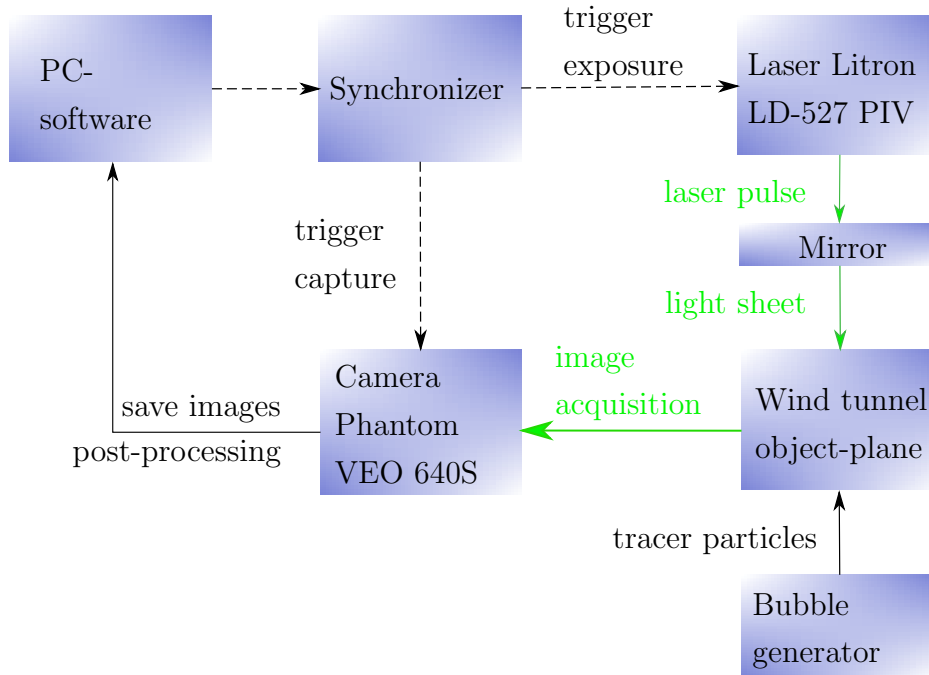 PC-
software
Synchronizer
trigger
exposure
Laser Litron
LD-527 PIV
laser pulse
Mirror
light sheet
trigger
capture
Camera
Phantom
VEO 640S
image
acquisition
Wind tunnel
object-plane
save images
post-processing
tracer particles
Bubble
generator